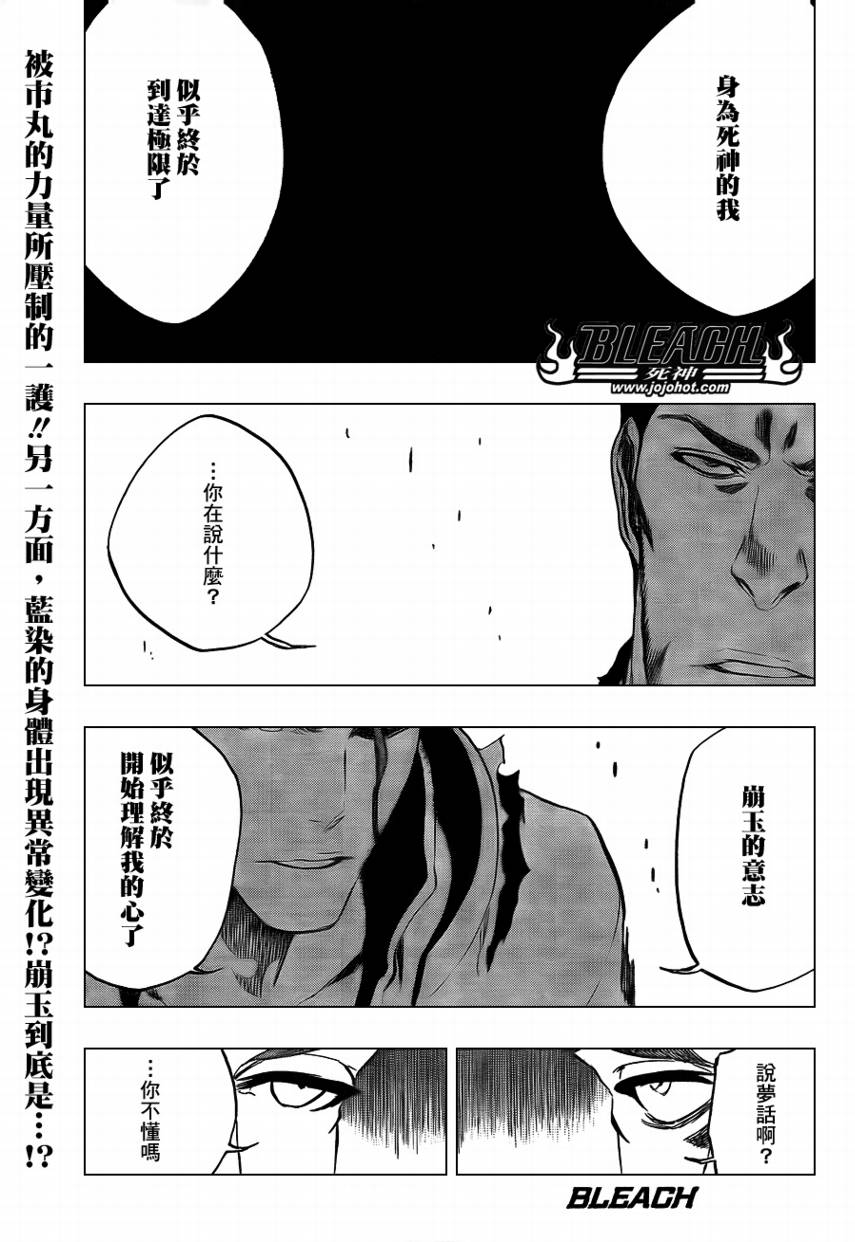 身為死神的我
似乎終於
到達極限了
BLEACH
死神
www.jojohot.com
…你在說什麼？
崩玉的意志
似乎終於
開始理解我的心了
說夢話啊？
…你不懂嗎
被市丸的力量所壓制的一護!!另一方面，藍染的身體出現異常變化!?崩玉到底是…!?
BLEACH